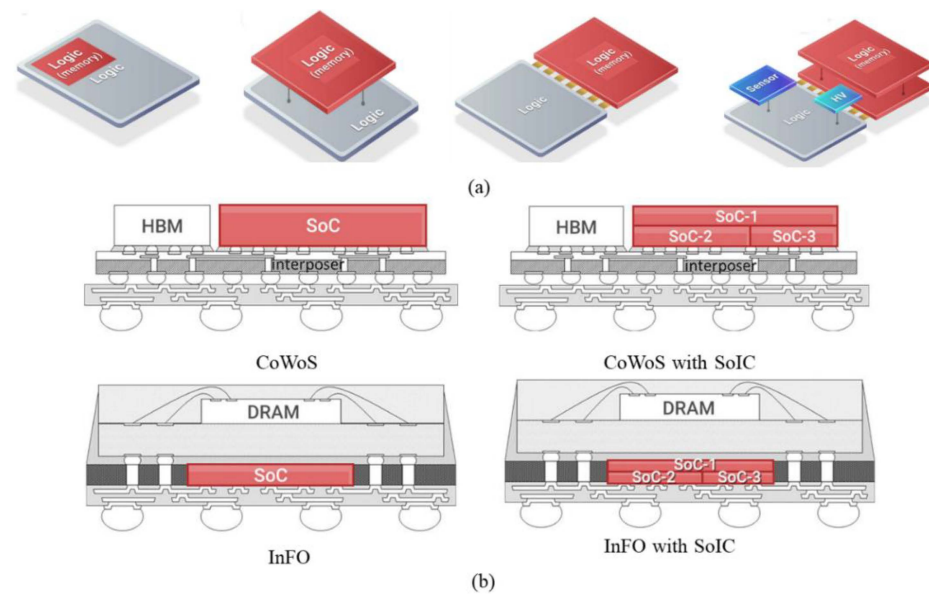 Logic
(memory)
Logic
Logic
(memory)
Logic
Logic
(memory)
Logic
Logic
(memory)
Sensor
HV
Logic
(a)
HBM
SoC
interposer
CoWoS
HBM
SoC-1
SoC-2
SoC-3
interposer
CoWoS with SoIC
DRAM
SoC
InFO
DRAM
SoC-1
SoC-2
SoC-3
InFO with SoIC
(b)